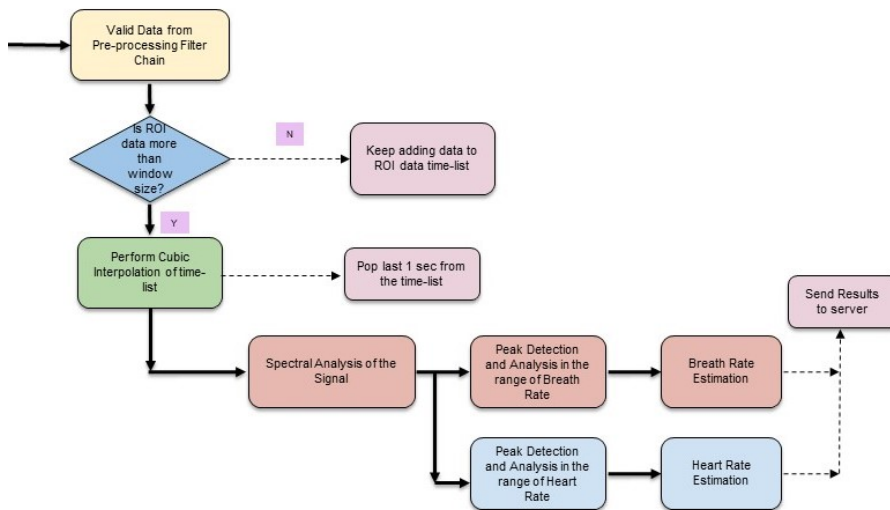 Valid Data from
Pre-processing Filter
Chain
Is ROI
data more
than
window
size?
N
Keep adding data to
ROI data time-list
Y
Perform Cubic
Interpolation of time-
list
Pop last 1 sec from
the time-list
Send Results
to server
Spectral Analysis of the
Signal
Peak Detection
and Analysis in the
range of Breath
Rate
Breath Rate
Estimation
Peak Detection
and Analysis in the
range of Heart
Rate
Heart Rate
Estimation